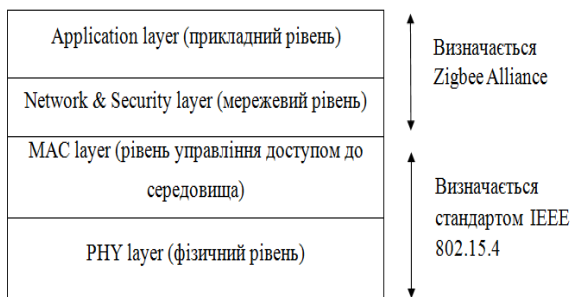 Application layer (прикладний рівень)
Network & Security layer (мережевий рівень)
MAC layer (рівень управління доступом до
середовища)
PHY layer (фізичний рівень)
Визначається
Zigbee Alliance
Визначається
стандартом IEEE
802.15.4